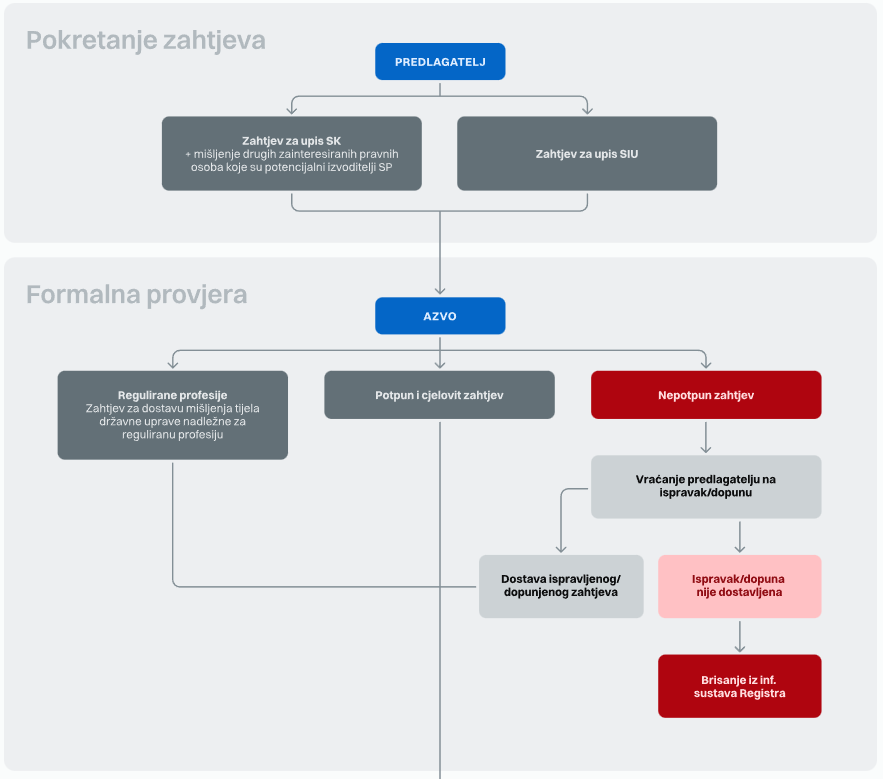 Pokretanje zahtjeva
PREDLAGATELJ
Zahtjev za upis SK
+ mišljenje drugih zainteresiranih pravnih
osoba koje su potencijalni izvoditelji SP
Zahtjev za upis SIU
Formalna provjera
AZVO
Regulirane profesije
Zahtjev za dostavu mišljenja tijela
državne uprave nadležne za
reguliranu profesiju
Potpun i cjelovit zahtjev
Nepotpun zahtjev
Vraćanje predlagatelju na
ispravak/dopunu
Dostava ispravljenog/
dopunjenog zahtjeva
Ispravak/dopuna
nije dostavljena
Brisanje iz inf.
sustava Registra